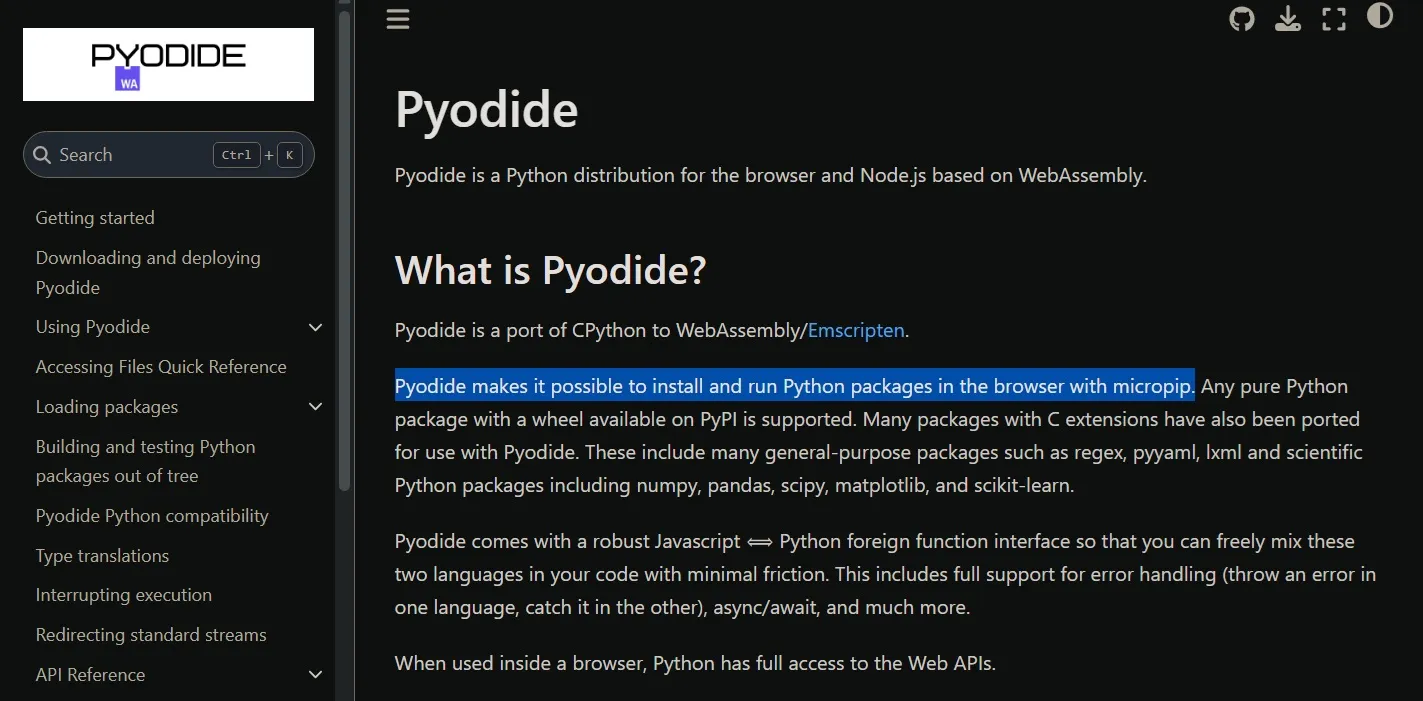 PYODIDE
WA
Search
Ctrl + K
Getting started
Downloading and deploying
Pyodide
Using Pyodide
Accessing Files Quick Reference
Loading packages
Building and testing Python
packages out of tree
Pyodide Python compatibility
Type translations
Interrupting execution
Redirecting standard streams
API Reference
Pyodide
Pyodide is a Python distribution for the browser and Node.js based on WebAssembly.
What is Pyodide?
Pyodide is a port of CPython to WebAssembly/Emscripten.
Pyodide makes it possible to install and run Python packages in the browser with micropip. Any pure Python
package with a wheel available on PyPI is supported. Many packages with C extensions have also been ported
for use with Pyodide. These include many general-purpose packages such as regex, pyyaml, lxml and scientific
Python packages including numpy, pandas, scipy, matplotlib, and scikit-learn.
Pyodide comes with a robust Javascript ⟺ Python foreign function interface so that you can freely mix these
two languages in your code with minimal friction. This includes full support for error handling (throw an error in
one language, catch it in the other), async/await, and much more.
When used inside a browser, Python has full access to the Web APIs.